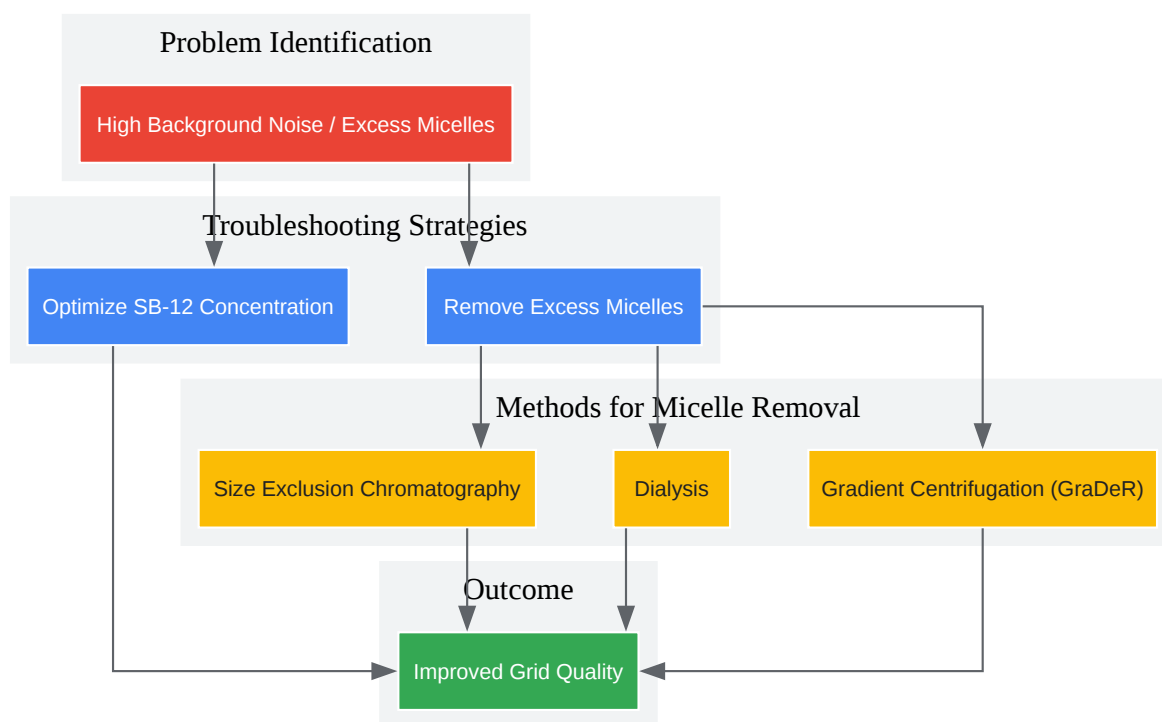 Problem Identification
High Background Noise / Excess Micelles
Troubleshooting Strategies
Optimize SB-12 Concentration
Remove Excess Micelles
Methods for Micelle Removal
Size Exclusion Chromatography
Dialysis
Gradient Centrifugation (GraDeR)
Outcome
Improved Grid Quality